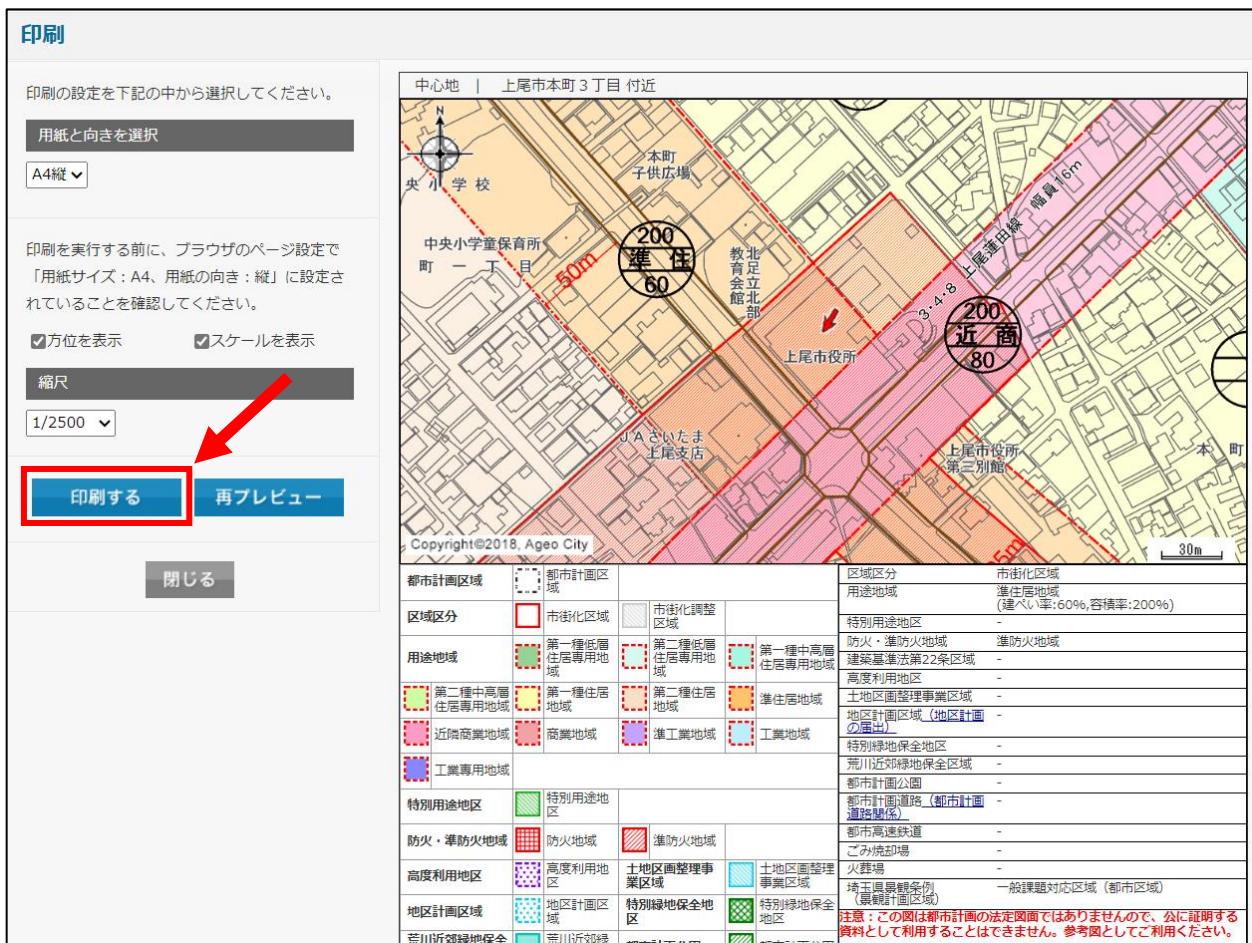 印刷
印刷の設定を下記の中から選択してください。
用紙と向きを選択
A4縦
印刷を実行する前に、ブラウザのページ設定で
「用紙サイズ：A4、用紙の向き：縦」に設定さ
れていることを確認してください。
方位を表示 スケールを表示
縮尺
1/2500
印刷する 再プレビュー
閉じる
中心地 ｜ 上尾市本町３丁目 付近
N
央小学校
本町
子供広場
中央小学童保育所
町一丁目
50m
200
準住
60
北足立北部
教育会館
3・4・8 上尾蓮田線 幅員16m
200
近商
80
上尾市役所
JAさいたま
上尾支店
上尾市役所
第三別館
本町
Copyright©2018, Ageo City
30m
都市計画区域 都市計画区
域
区域区分 市街化区域 市街化調整
区域
用途地域 第一種低層
住居専用地
域
第二種低層
住居専用地
域
第一種中高層
住居専用地域
第二種中高層
住居専用地域
第一種住居
地域
第二種住居
地域
準住居地域
近隣商業地域 商業地域 準工業地域 工業地域
工業専用地域
特別用途地区 特別用途地
区
防火・準防火地域 防火地域 準防火地域
高度利用地区 高度利用地
区
土地区画整理事
業区域
土地区画整理
事業区域
地区計画区域 地区計画区
域
特別緑地保全地
区
特別緑地保全
地区
荒川近郊緑地保全 荒川近郊緑
区域区分 市街化区域
用途地域 準住居地域
(建ぺい率:60%,容積率:200%)
特別用途地区 -
防火・準防火地域 準防火地域
建築基準法第22条区域 -
高度利用地区 -
土地区画整理事業区域 -
地区計画区域（地区計画 -
の届出）
特別緑地保全地区 -
荒川近郊緑地保全区域 -
都市計画公園 -
都市計画道路（都市計画 -
道路関係）
都市高速鉄道 -
ごみ焼却場 -
火葬場 -
埼玉県景観条例 一般課題対応区域（都市区域）
（景観計画区域）
注意：この図は都市計画の法定図面ではありませんので、公に証明する
資料として利用することはできません。参考図としてご利用ください。